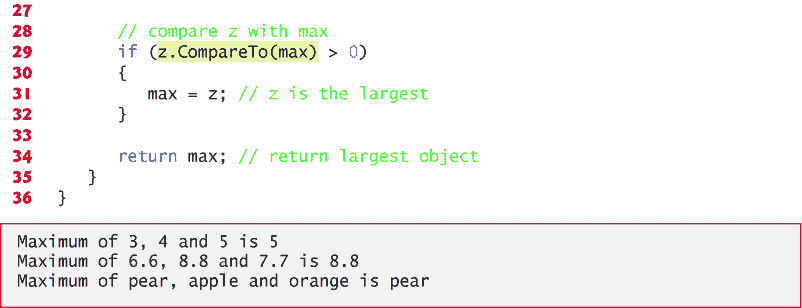 27
28 // compare z with max
29 if (z.CompareTo(max) > 0)
30 {
31 max = z; // z is the largest
32 }
33
34 return max; // return largest object
35 }
36 }
Maximum of 3, 4 and 5 is 5
Maximum of 6.6, 8.8 and 7.7 is 8.8
Maximum of pear, apple and orange is pear